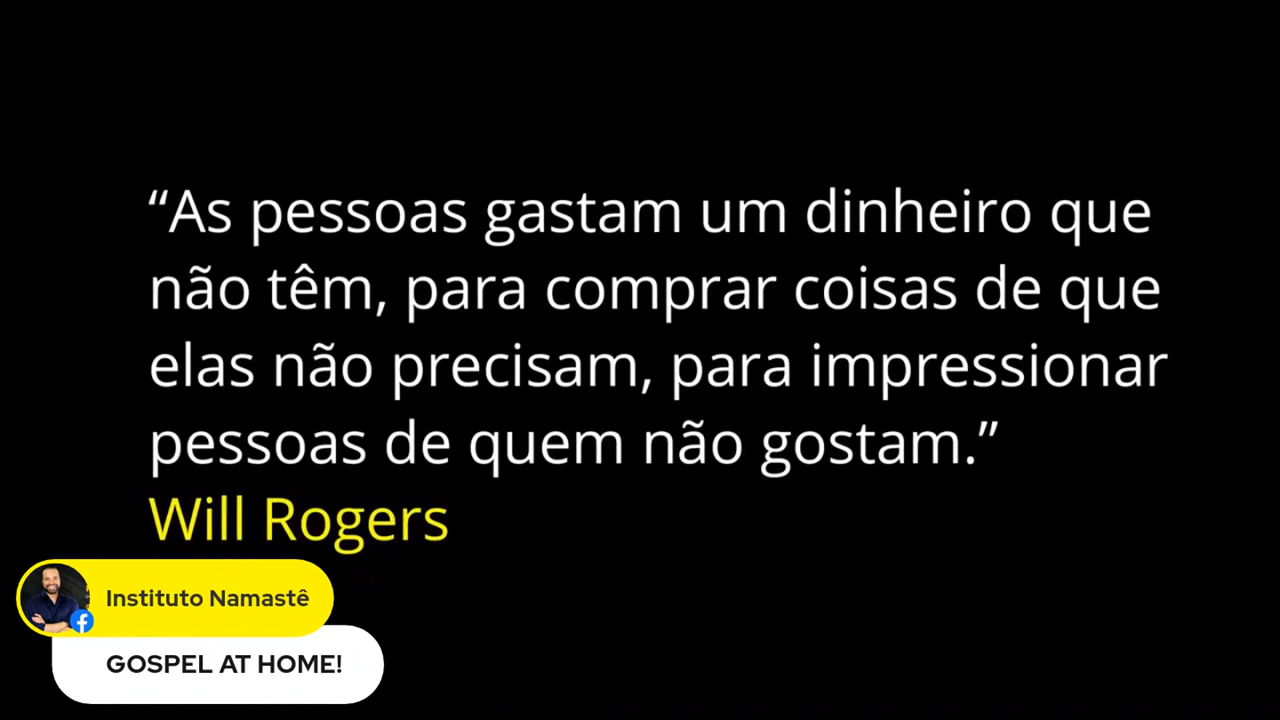 “As pessoas gastam um dinheiro que
não têm, para comprar coisas de que
elas não precisam, para impressionar
pessoas de quem não gostam.”
Will Rogers
Instituto Namastê
GOSPEL AT HOME!